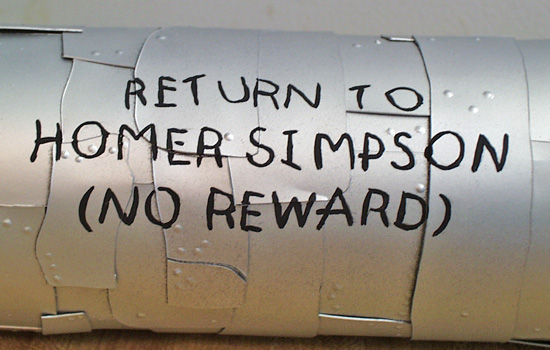 RETURN TO
HOMER SIMPSON
(NO REWARD)